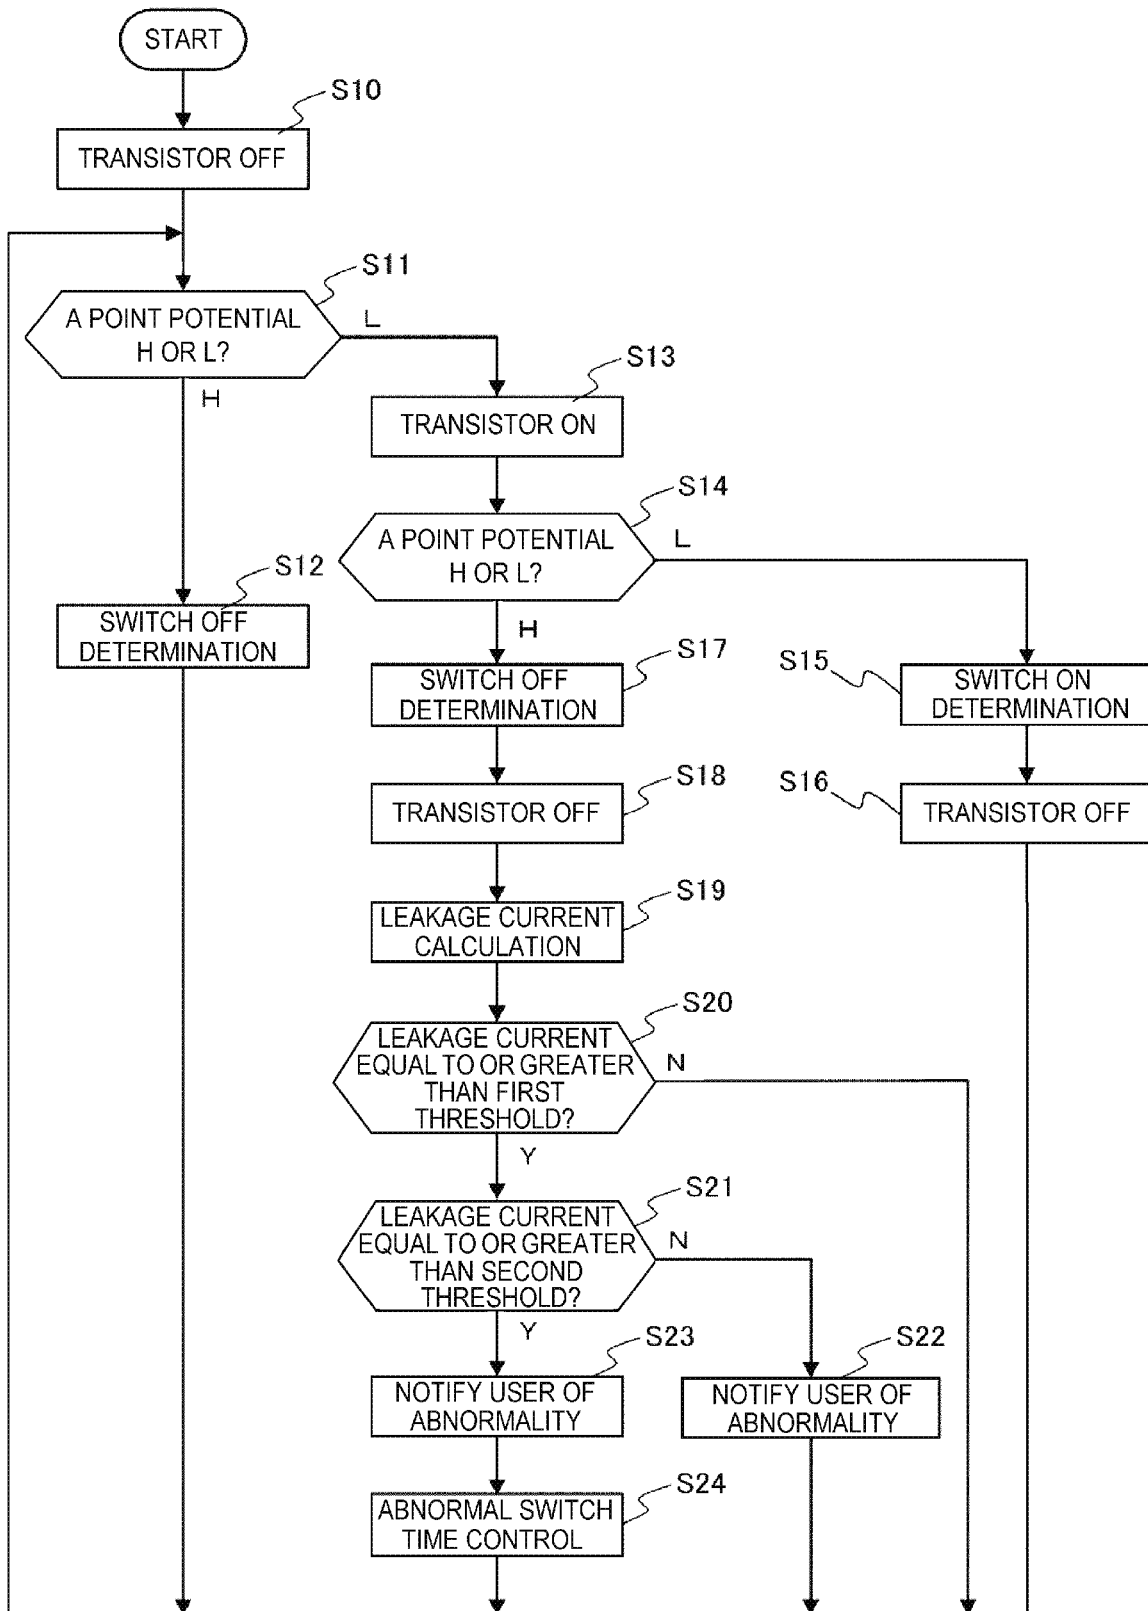 START
S10
TRANSISTOR OFF
S11
A POINT POTENTIAL
H OR L?
L
H
S13
TRANSISTOR ON
S14
A POINT POTENTIAL
H OR L?
L
H
S12
SWITCH OFF
DETERMINATION
S17
SWITCH OFF
DETERMINATION
S15
SWITCH ON
DETERMINATION
S18
TRANSISTOR OFF
S16
TRANSISTOR OFF
S19
LEAKAGE CURRENT
CALCULATION
S20
LEAKAGE CURRENT
EQUAL TO OR GREATER
THAN FIRST
THRESHOLD?
N
Y
S21
LEAKAGE CURRENT
EQUAL TO OR GREATER
THAN SECOND
THRESHOLD?
N
Y
S23
NOTIFY USER OF
ABNORMALITY
S22
NOTIFY USER OF
ABNORMALITY
S24
ABNORMAL SWITCH
TIME CONTROL